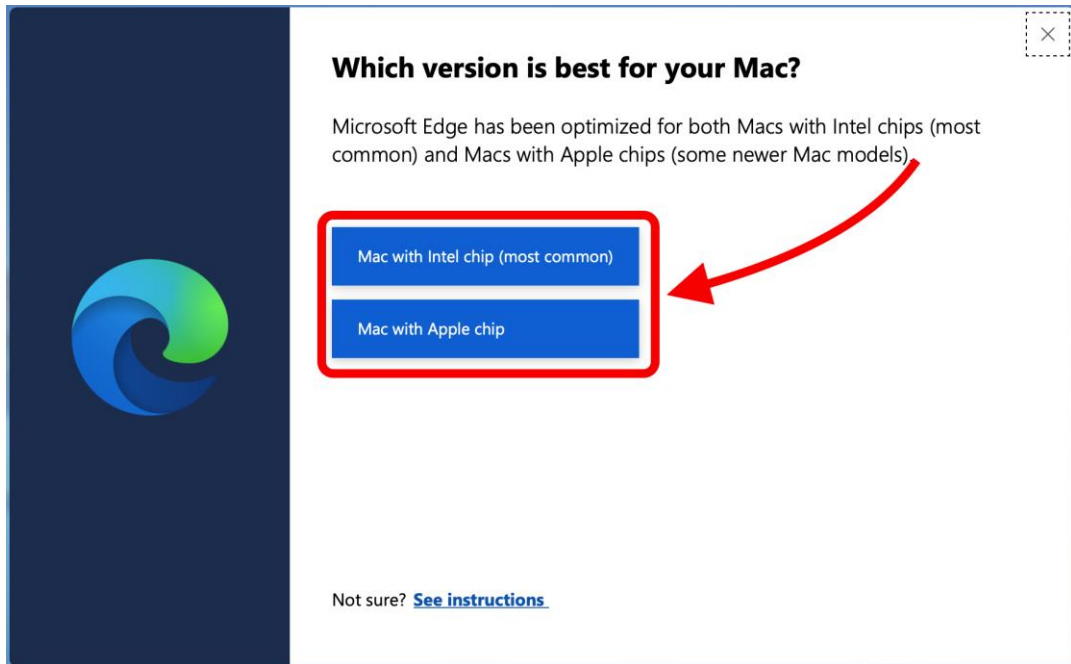 Which version is best for your Mac?
Microsoft Edge has been optimized for both Macs with Intel chips (most
common) and Macs with Apple chips (some newer Mac models).
Mac with Intel chip (most common)
Mac with Apple chip
Not sure? See instructions